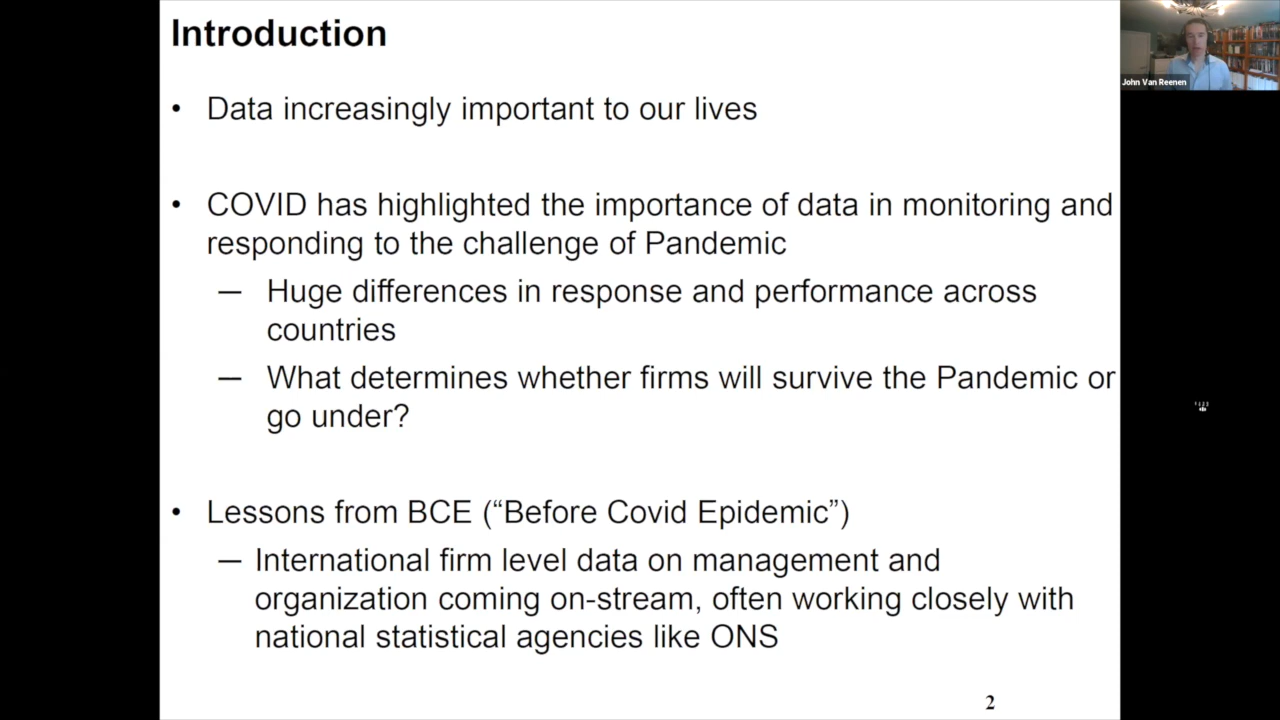 Introduction
John Van Reenen
• Data increasingly important to our lives
• COVID has highlighted the importance of data in monitoring and
responding to the challenge of Pandemic
— Huge differences in response and performance across
countries
— What determines whether firms will survive the Pandemic or
go under?
• Lessons from BCE (“Before Covid Epidemic”)
— International firm level data on management and
organization coming on-stream, often working closely with
national statistical agencies like ONS
2